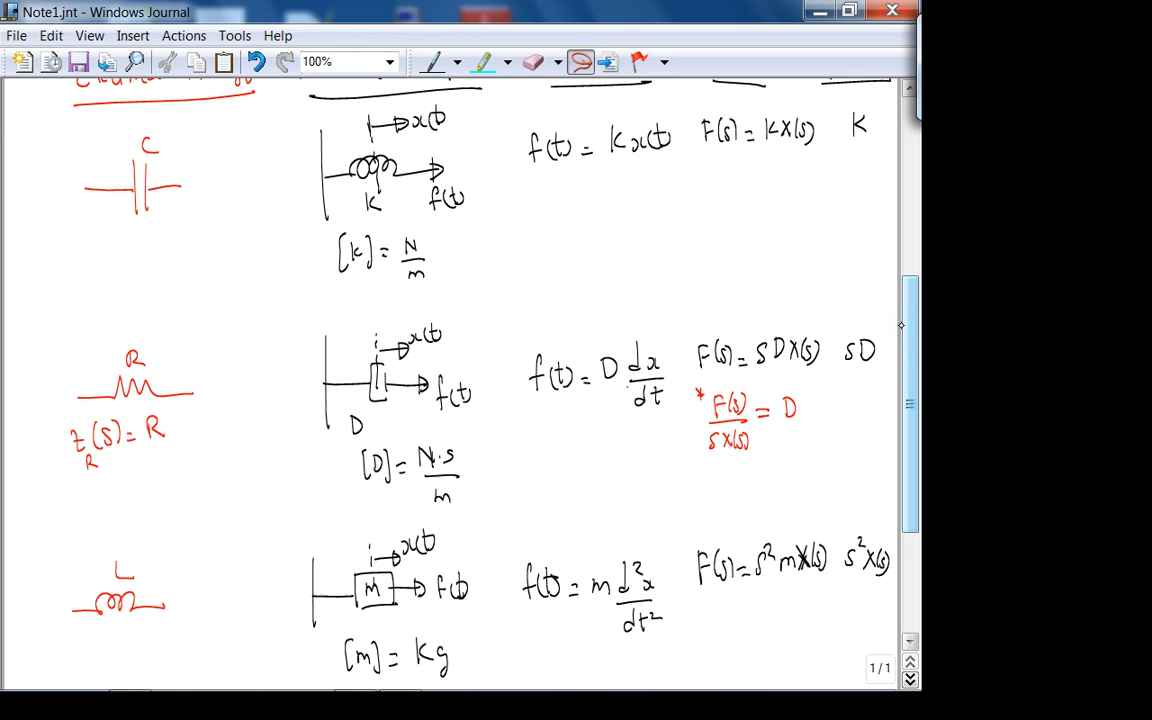 Note1.jnt - Windows Journal
File Edit View Insert Actions Tools Help
100%
C
x(t)
K
f(t)
f(t) = K x(t)
F(s) = K X(s)
K
[K] = N/m
R
Z_R(s) = R
x(t)
D
f(t)
f(t) = D dx/dt
F(s) = S D X(s)
SD
* F(s)/S X(s) = D
[D] = N.s/m
L
x(t)
m
f(t)
f(t) = m d²x/dt²
F(s) = s² m X(s)
s² X(s)
[m] = Kg
1/1